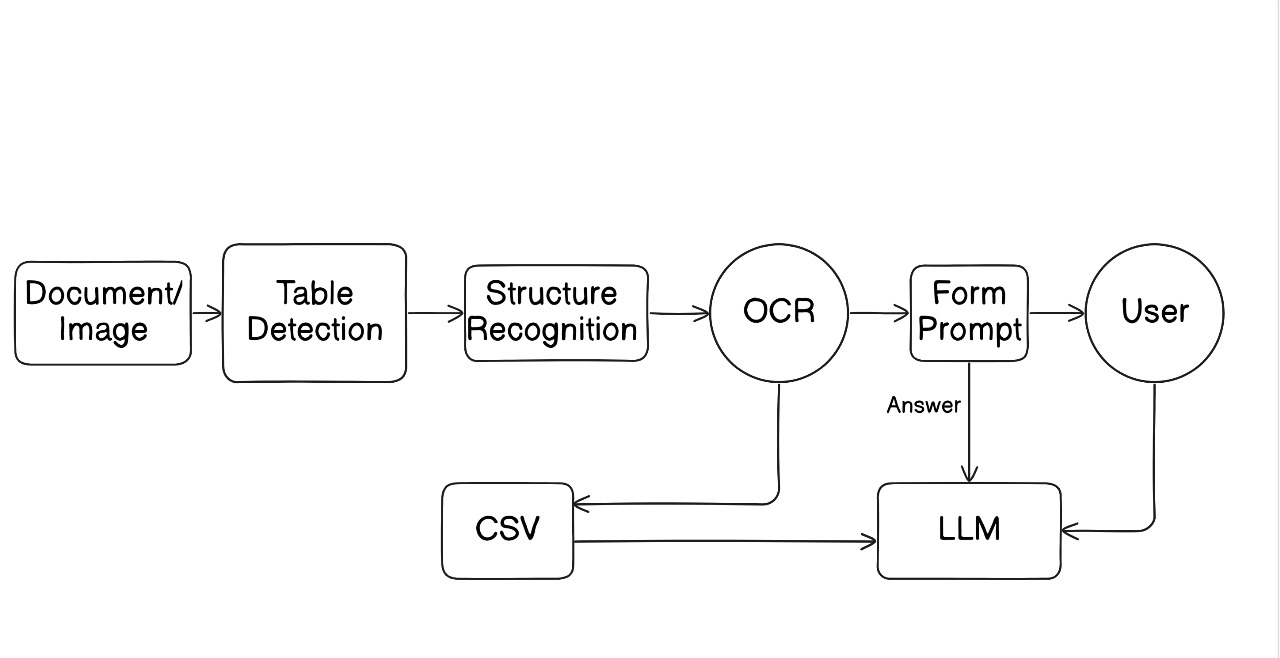 Document/
Image
Table
Detection
Structure
Recognition
OCR
Form
Prompt
User
Answer
CSV
LLM